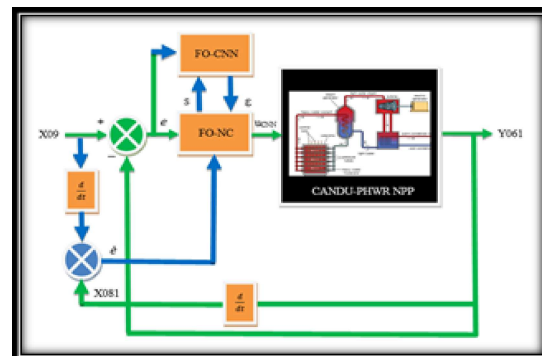 FO-CNN
s
ε
X09
+
e
FO-NC
uCNN
Y061
−
d/dt
CANDU-PHWR NPP
ė
X081
d/dt